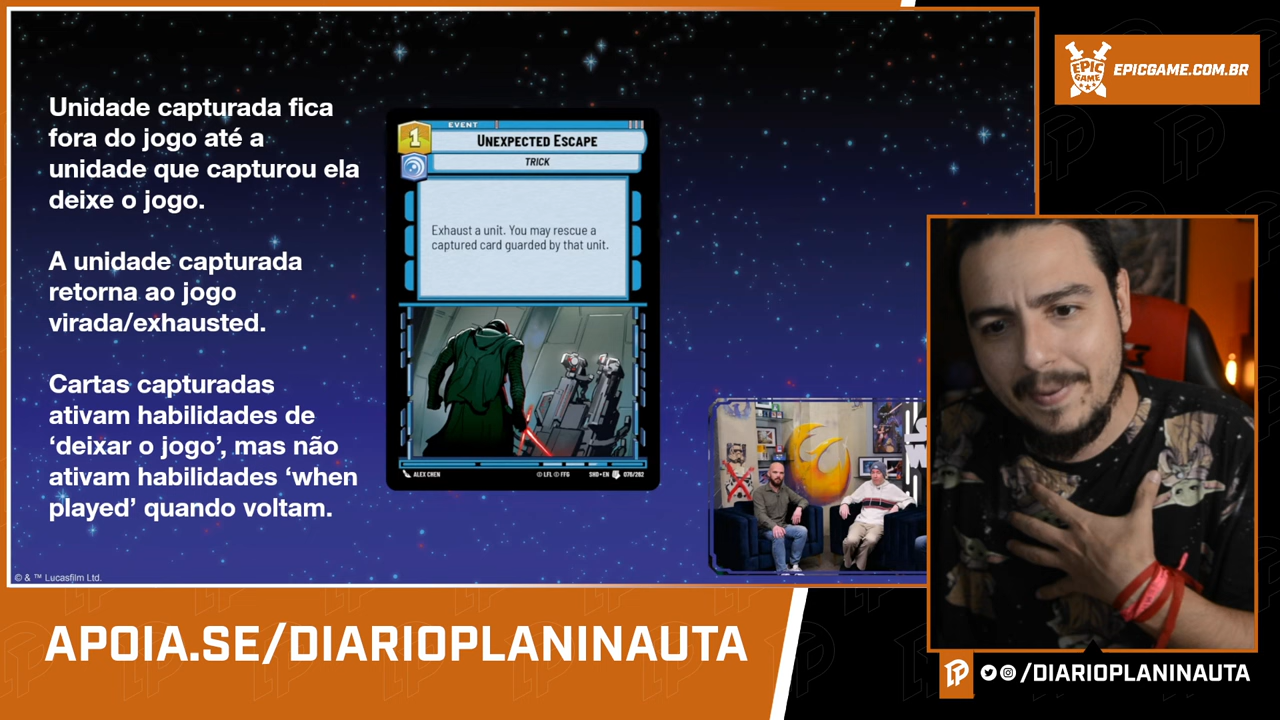 Unidade capturada fica
fora do jogo até a
unidade que capturou ela
deixe o jogo.
A unidade capturada
retorna ao jogo
virada/exhausted.
Cartas capturadas
ativam habilidades de
‘deixar o jogo’, mas não
ativam habilidades ‘when
played’ quando voltam.
EVENT
1
UNEXPECTED ESCAPE
TRICK
Exhaust a unit. You may rescue a
captured card guarded by that unit.
ALEX CHEN
© LFL © FFG
SHD • EN
076/262
© & ™ Lucasfilm Ltd.
EPIC
GAME
EPICGAME.COM.BR
APOIA.SE/DIARIOPLANINAUTA
/DIARIOPLANINAUTA